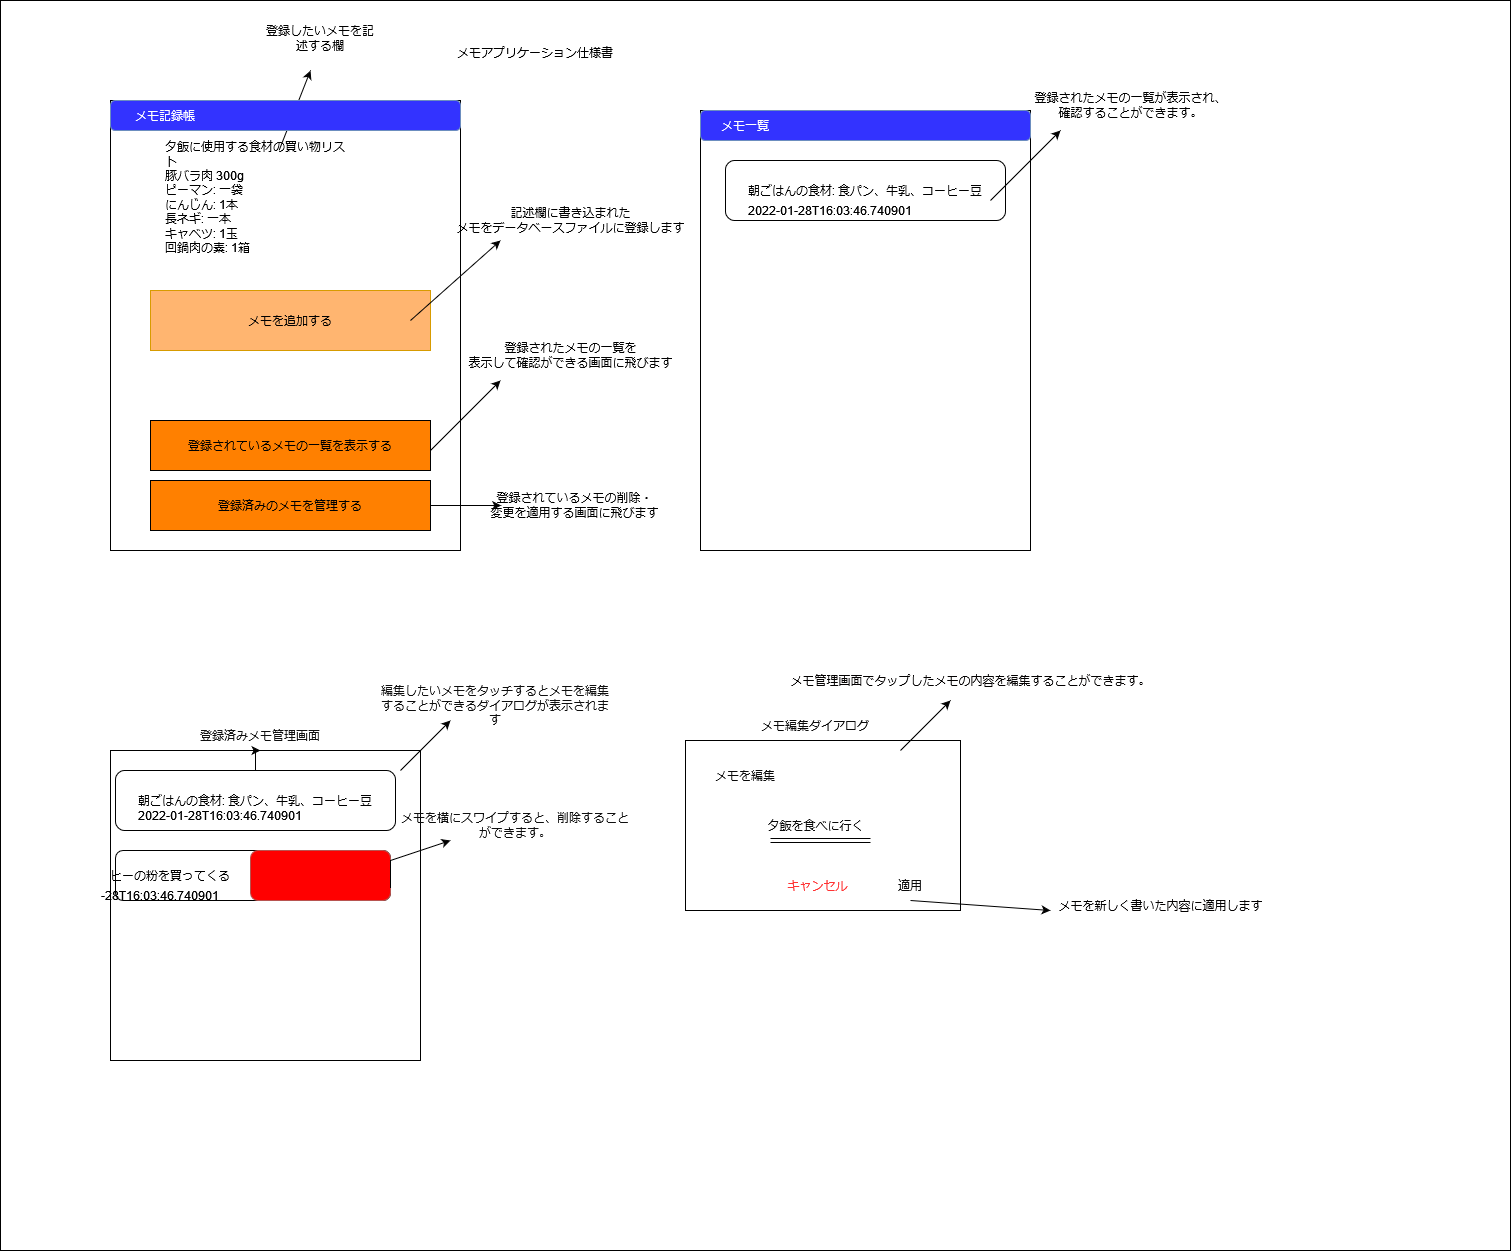 登録したいメモを記
述する欄
メモアプリケーション仕様書
メモ記録帳
夕飯に使用する食材の買い物リス
ト
豚バラ肉 300g
ピーマン: 一袋
にんじん: 1本
長ネギ: 一本
キャベツ: 1玉
回鍋肉の素: 1箱
記述欄に書き込まれた
メモをデータベースファイルに登録します
メモを追加する
登録されたメモの一覧を
表示して確認ができる画面に飛びます
登録されているメモの一覧を表示する
登録済みのメモを管理する
登録されているメモの削除・
変更を適用する画面に飛びます
登録されたメモの一覧が表示され、
確認することができます。
メモ一覧
朝ごはんの食材: 食パン、牛乳、コーヒー豆
2022-01-28T16:03:46.740901
編集したいメモをタッチするとメモを編集
することができるダイアログが表示されま
す
登録済みメモ管理画面
朝ごはんの食材: 食パン、牛乳、コーヒー豆
2022-01-28T16:03:46.740901
メモを横にスワイプすると、削除すること
ができます。
ヒーの粉を買ってくる
-28T16:03:46.740901
メモ管理画面でタップしたメモの内容を編集することができます。
メモ編集ダイアログ
メモを編集
夕飯を食べに行く
キャンセル
適用
メモを新しく書いた内容に適用します